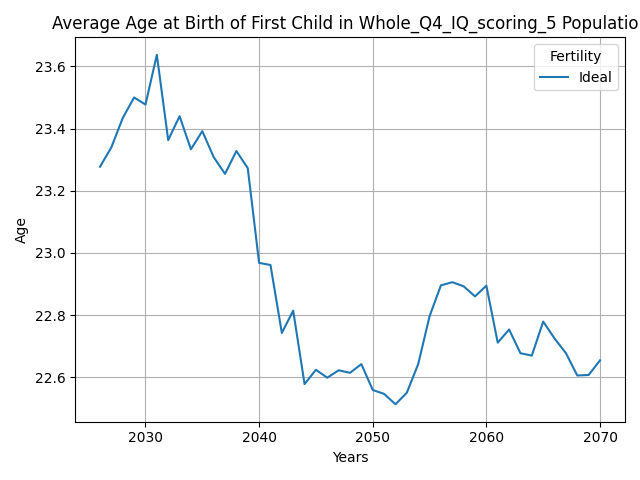 Average Age at Birth of First Child in Whole_Q4_IQ_scoring_5 Populatio
Fertility
Ideal
23.6
23.4
23.2
23.0
22.8
22.6
Age
2030 2040 2050 2060 2070
Years